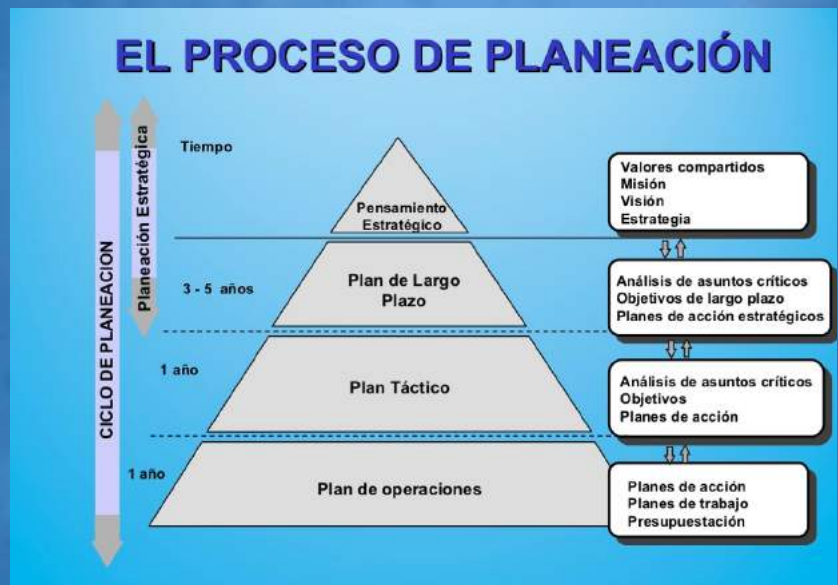 EL PROCESO DE PLANEACIÓN
CICLO DE PLANEACION
Planeación Estratégica
Tiempo
Pensamiento
Estratégico
Valores compartidos
Misión
Visión
Estrategia
3 - 5 años
Plan de Largo
Plazo
Análisis de asuntos críticos
Objetivos de largo plazo
Planes de acción estratégicos
1 año
Plan Táctico
Análisis de asuntos críticos
Objetivos
Planes de acción
1 año
Plan de operaciones
Planes de acción
Planes de trabajo
Presupuestación